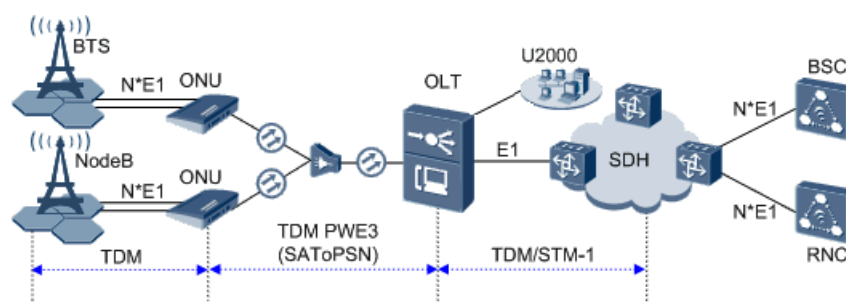 BTS
N*E1
ONU
NodeB
N*E1
ONU
OLT
U2000
E1
SDH
N*E1
BSC
N*E1
RNC
TDM
TDM PWE3
(SAToPSN)
TDM/STM-1